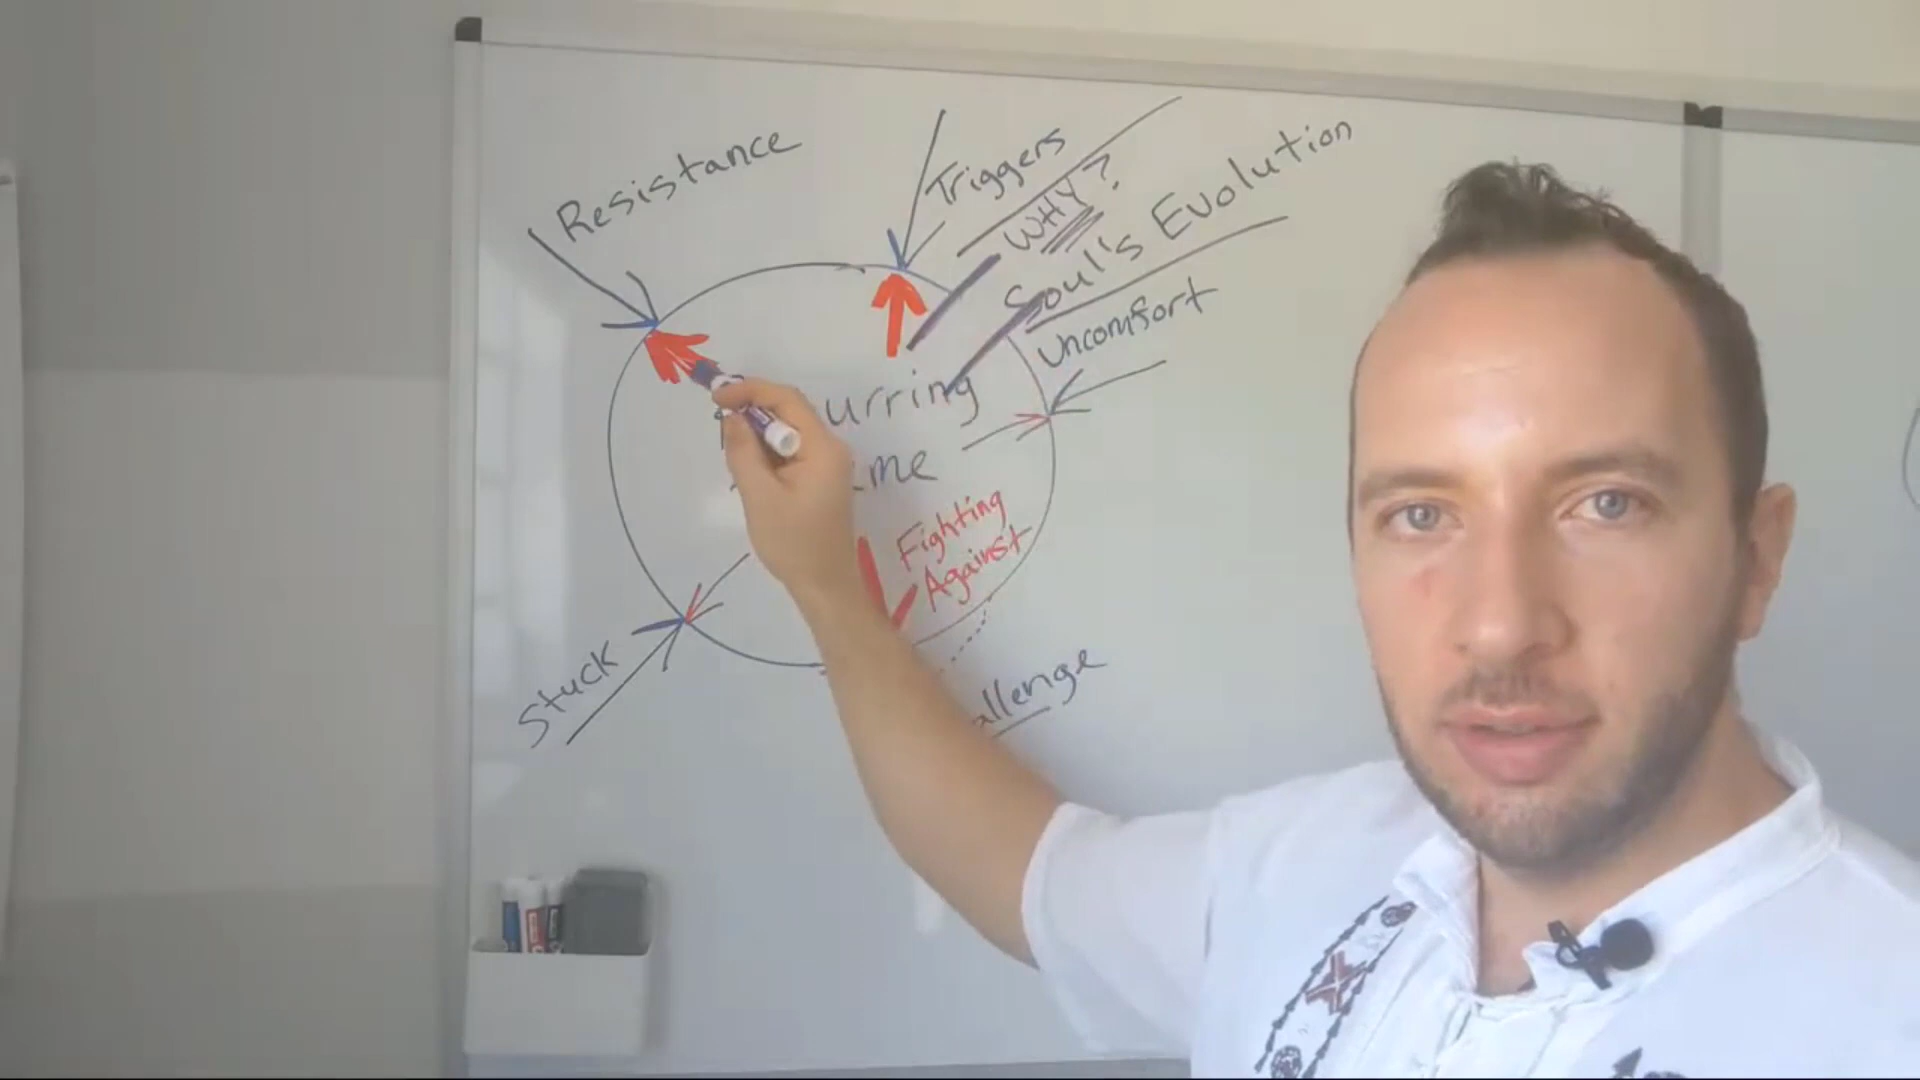 Resistance
Triggers
WHY?
Soul's Evolution
Uncomfort
urring
me
Fighting
Against
Stuck
allenge